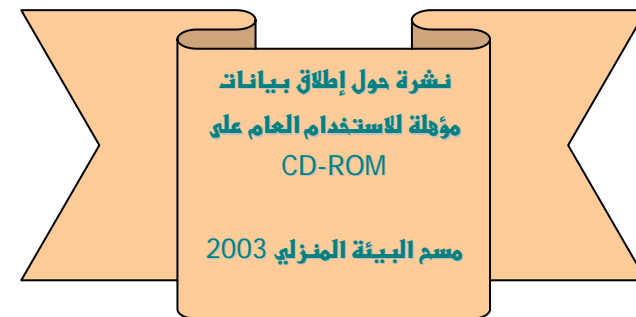 نشرة حول إطلاق بيانات
مؤهلة للاستخدام العام على
CD-ROM
مسح البيئة المنزلي 2003